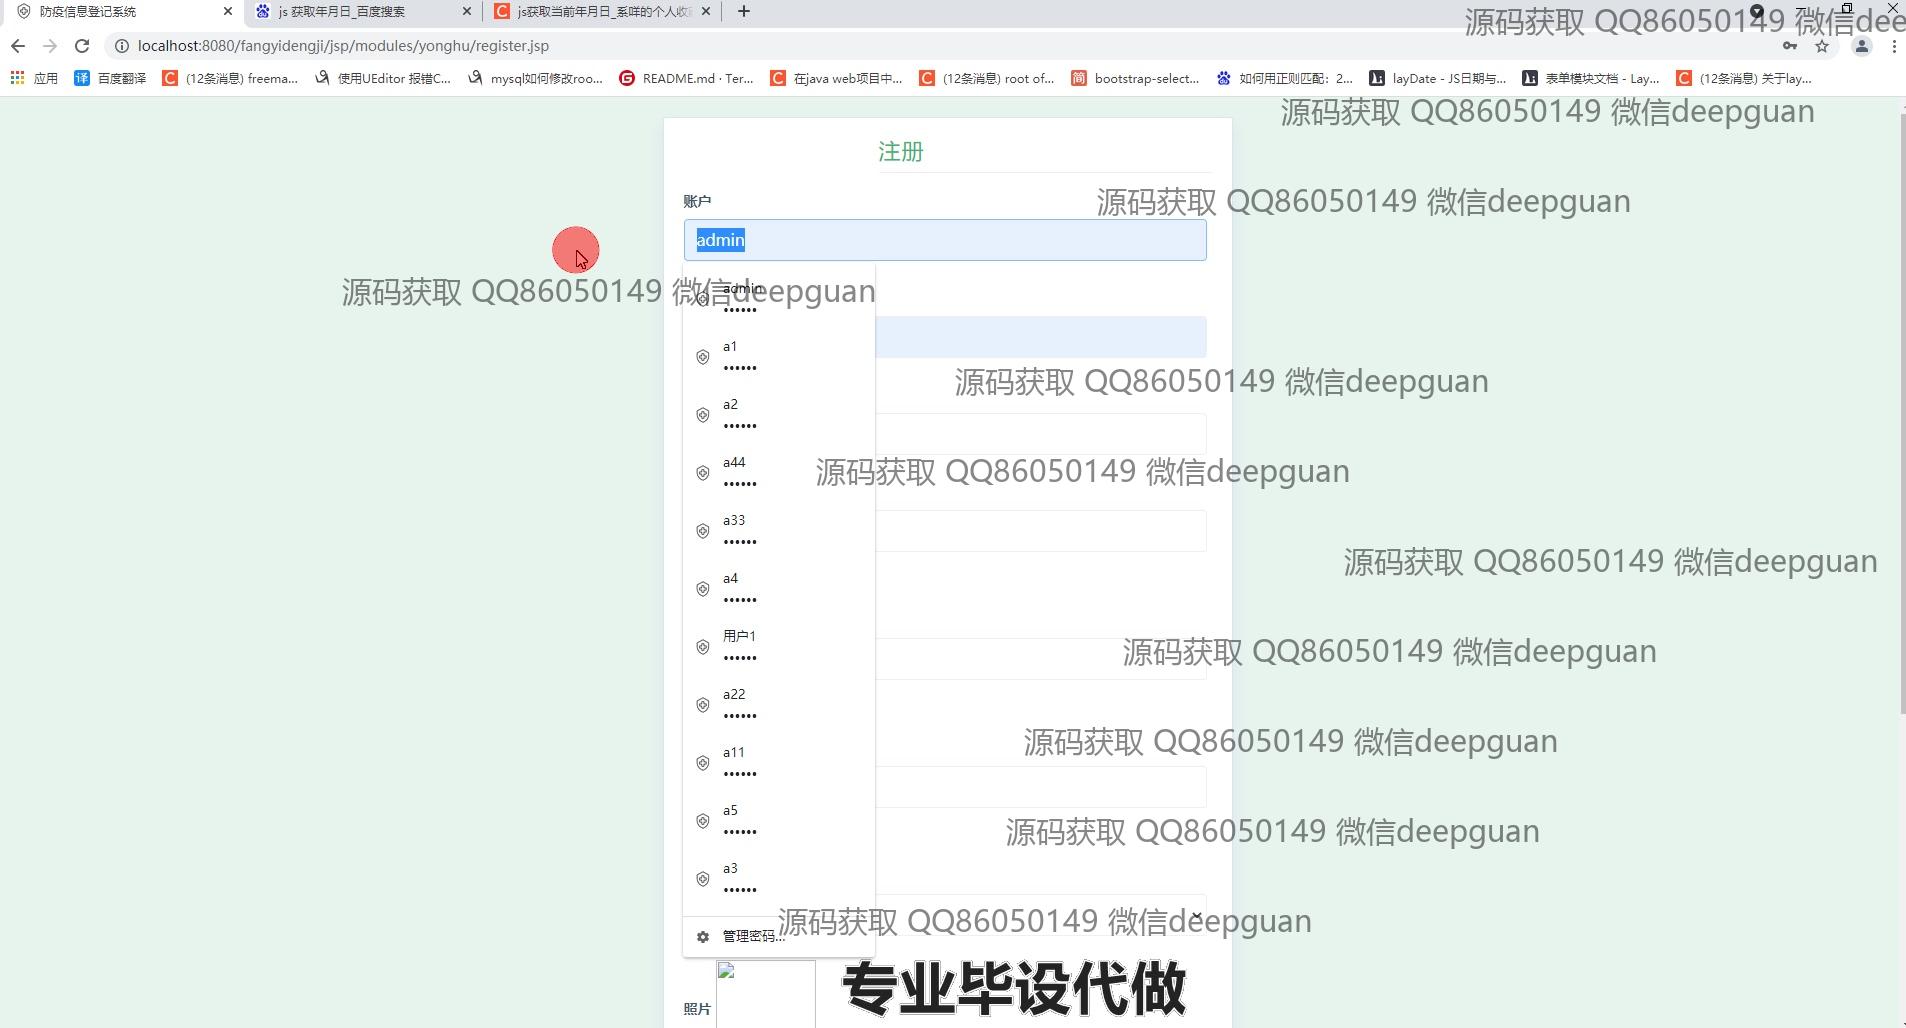 防疫信息登记系统
js 获取年月日_百度搜索
js获取当前年月日_系咩的个人收
源码获取 QQ86050149 微信dee
localhost:8080/fangyidengji/jsp/modules/yonghu/register.jsp
应用
百度翻译
(12条消息) freema...
使用UEditor 报错C...
mysql如何修改roo...
README.md · Ter...
在java web项目中...
(12条消息) root of...
bootstrap-select...
如何用正则匹配：2...
layDate - JS日期与...
表单模块文档 - Lay...
(12条消息) 关于lay...
源码获取 QQ86050149 微信deepguan
注册
账户
源码获取 QQ86050149 微信deepguan
admin
源码获取 QQ86050149 微信deepguan
admin
••••••
a1
••••••
源码获取 QQ86050149 微信deepguan
a2
••••••
a44
••••••
源码获取 QQ86050149 微信deepguan
a33
••••••
源码获取 QQ86050149 微信deepguan
a4
••••••
用户1
••••••
源码获取 QQ86050149 微信deepguan
a22
••••••
a11
••••••
源码获取 QQ86050149 微信deepguan
a5
••••••
源码获取 QQ86050149 微信deepguan
a3
••••••
源码获取 QQ86050149 微信deepguan
管理密码...
专业毕设代做
照片